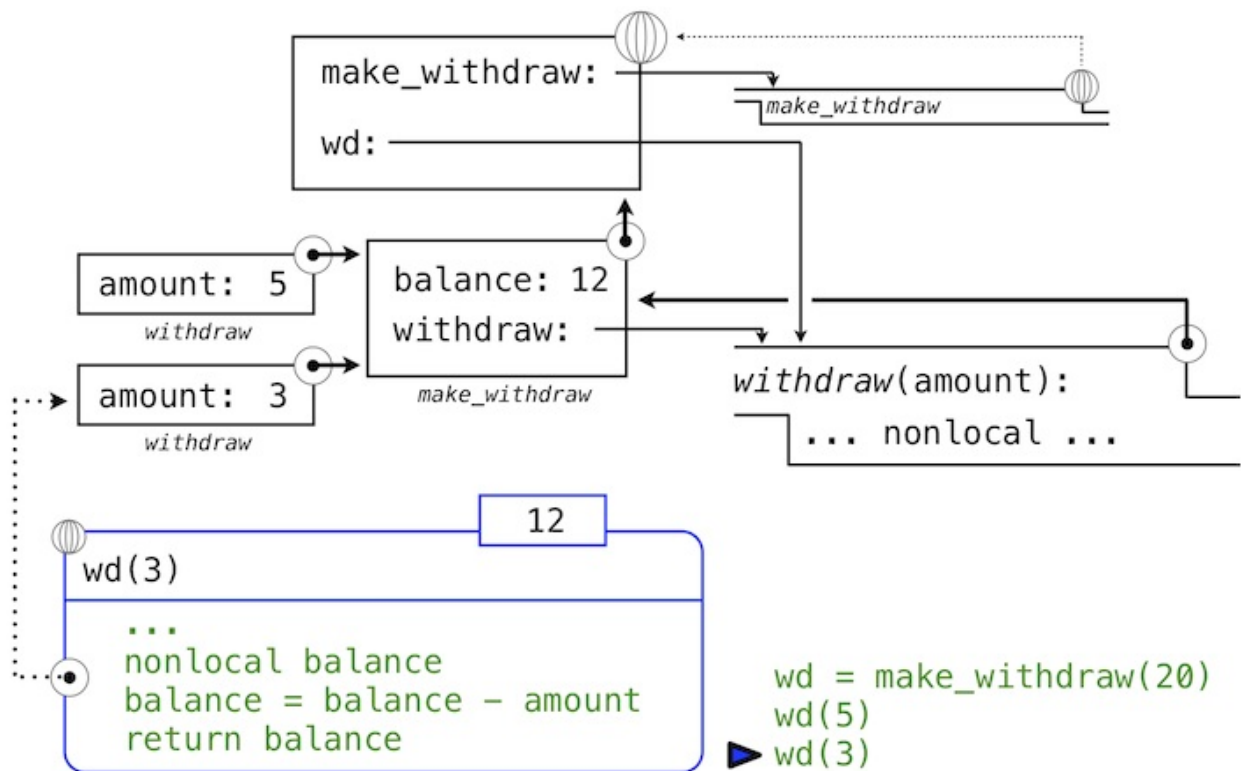 make_withdraw:
make_withdraw
wd:
amount: 5
withdraw
balance: 12
withdraw:
make_withdraw
amount: 3
withdraw
withdraw(amount):
... nonlocal ...
12
wd(3)
...
nonlocal balance
balance = balance – amount
return balance
wd = make_withdraw(20)
wd(5)
wd(3)